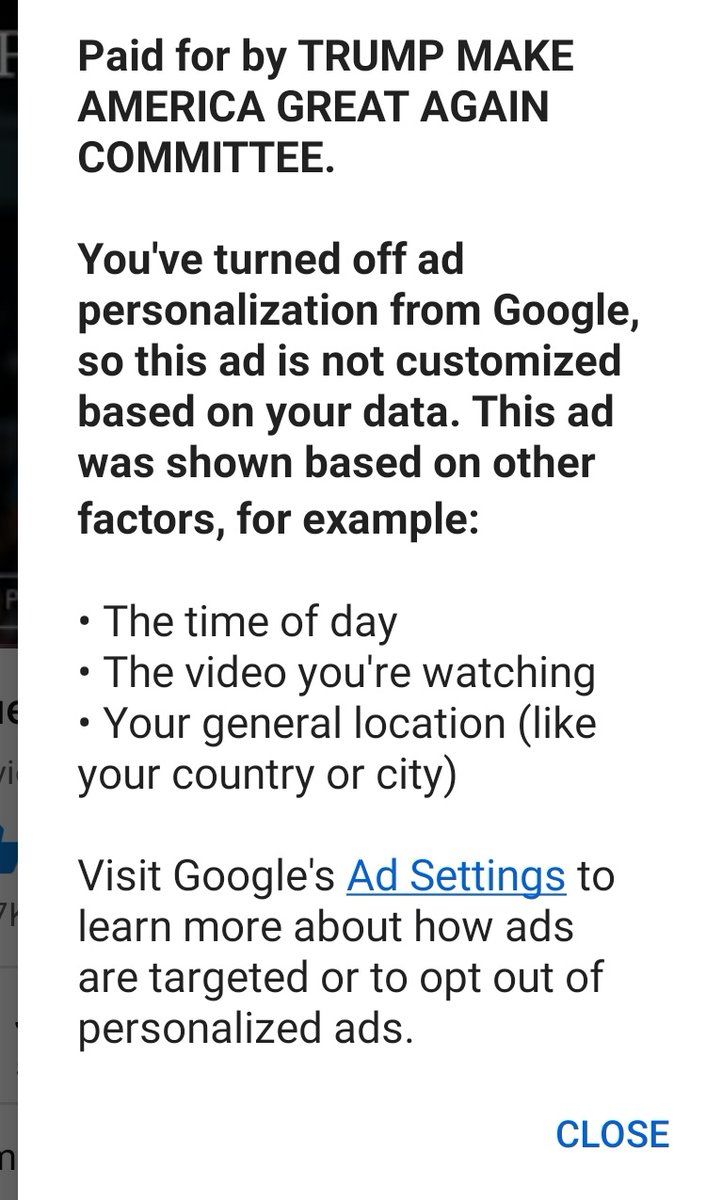 Paid for by TRUMP MAKE
AMERICA GREAT AGAIN
COMMITTEE.
You've turned off ad
personalization from Google,
so this ad is not customized
based on your data. This ad
was shown based on other
factors, for example:
• The time of day
• The video you're watching
• Your general location (like
your country or city)
Visit Google's Ad Settings to
learn more about how ads
are targeted or to opt out of
personalized ads.
CLOSE